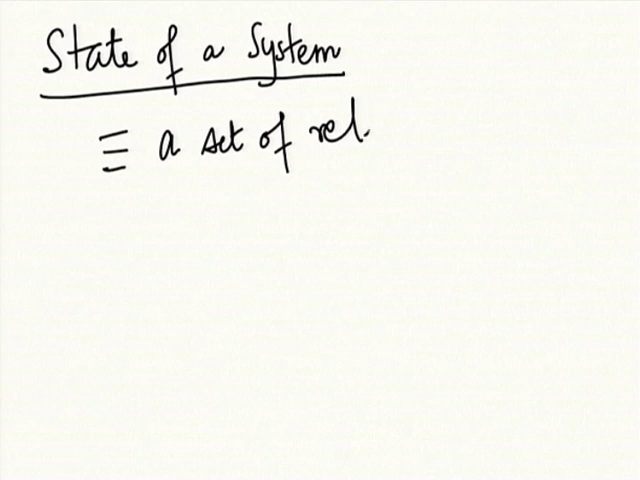 State of a System
≡ a set of rel.